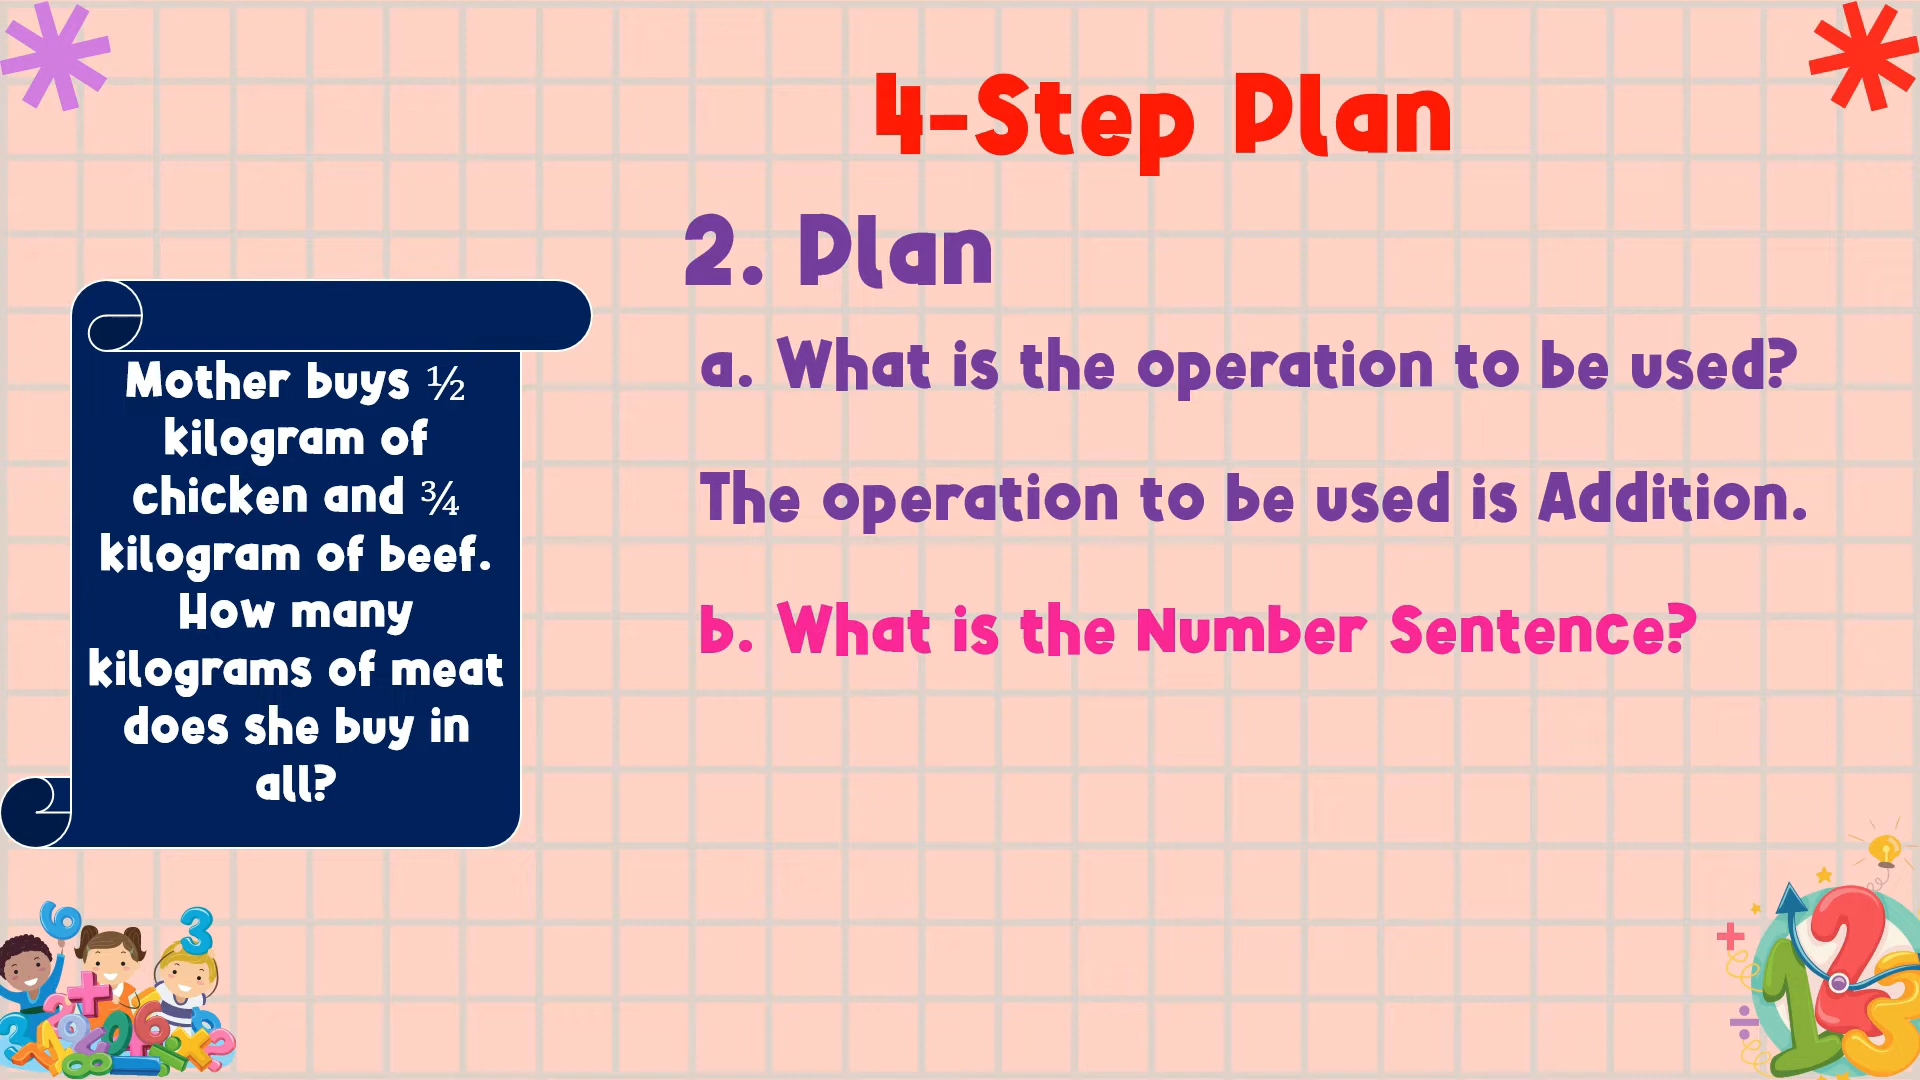 4-Step Plan
2. Plan
a. What is the operation to be used?
The operation to be used is Addition.
b. What is the Number Sentence?
Mother buys ½
kilogram of
chicken and ¾
kilogram of beef.
How many
kilograms of meat
does she buy in
all?